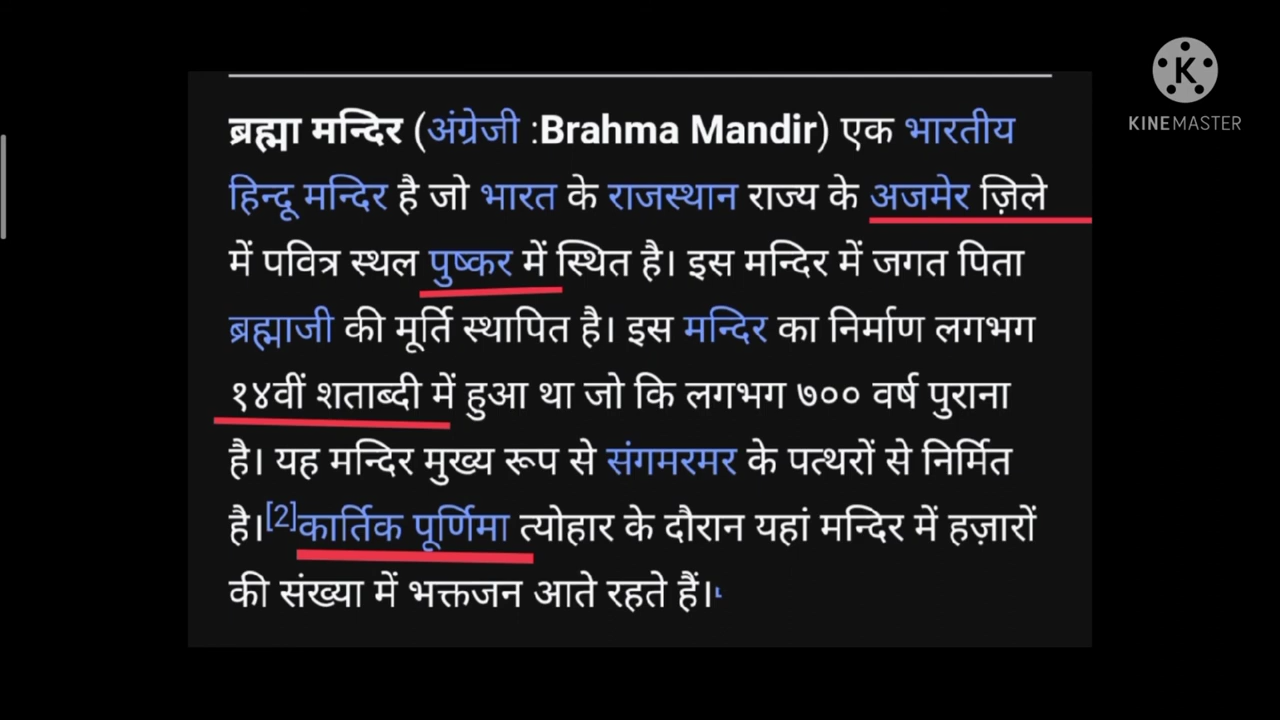 K
KINEMASTER
ब्रह्मा मन्दिर (अंग्रेजी :Brahma Mandir) एक भारतीय
हिन्दू मन्दिर है जो भारत के राजस्थान राज्य के अजमेर ज़िले
में पवित्र स्थल पुष्कर में स्थित है। इस मन्दिर में जगत पिता
ब्रह्माजी की मूर्ति स्थापित है। इस मन्दिर का निर्माण लगभग
१४वीं शताब्दी में हुआ था जो कि लगभग ७०० वर्ष पुराना
है। यह मन्दिर मुख्य रूप से संगमरमर के पत्थरों से निर्मित
है।[2]कार्तिक पूर्णिमा त्योहार के दौरान यहां मन्दिर में हज़ारों
की संख्या में भक्तजन आते रहते हैं।